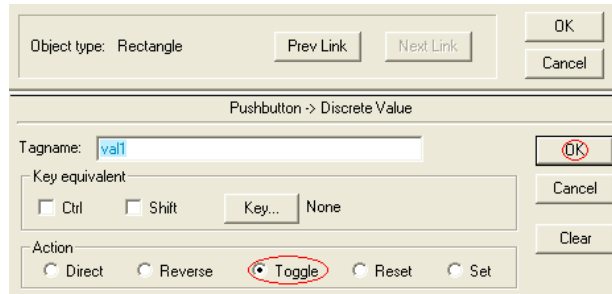 OK
Object type: Rectangle Prev Link Next Link
Cancel
Pushbutton -> Discrete Value
Tagname: val1 OK
Key equivalent
Cancel
Ctrl Shift Key... None
Clear
Action
Direct Reverse Toggle Reset Set